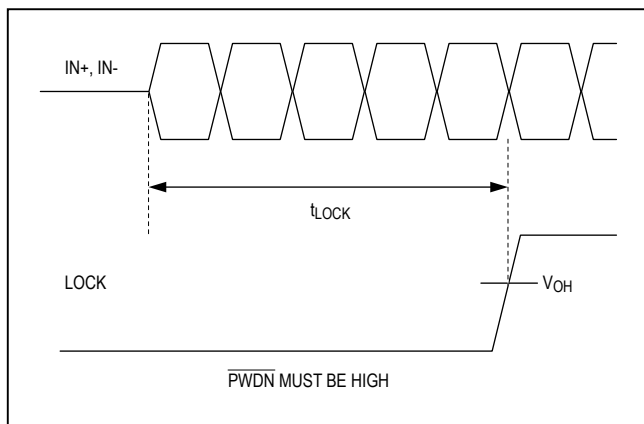 IN+, IN-
tLOCK
LOCK
VOH
PWDN MUST BE HIGH